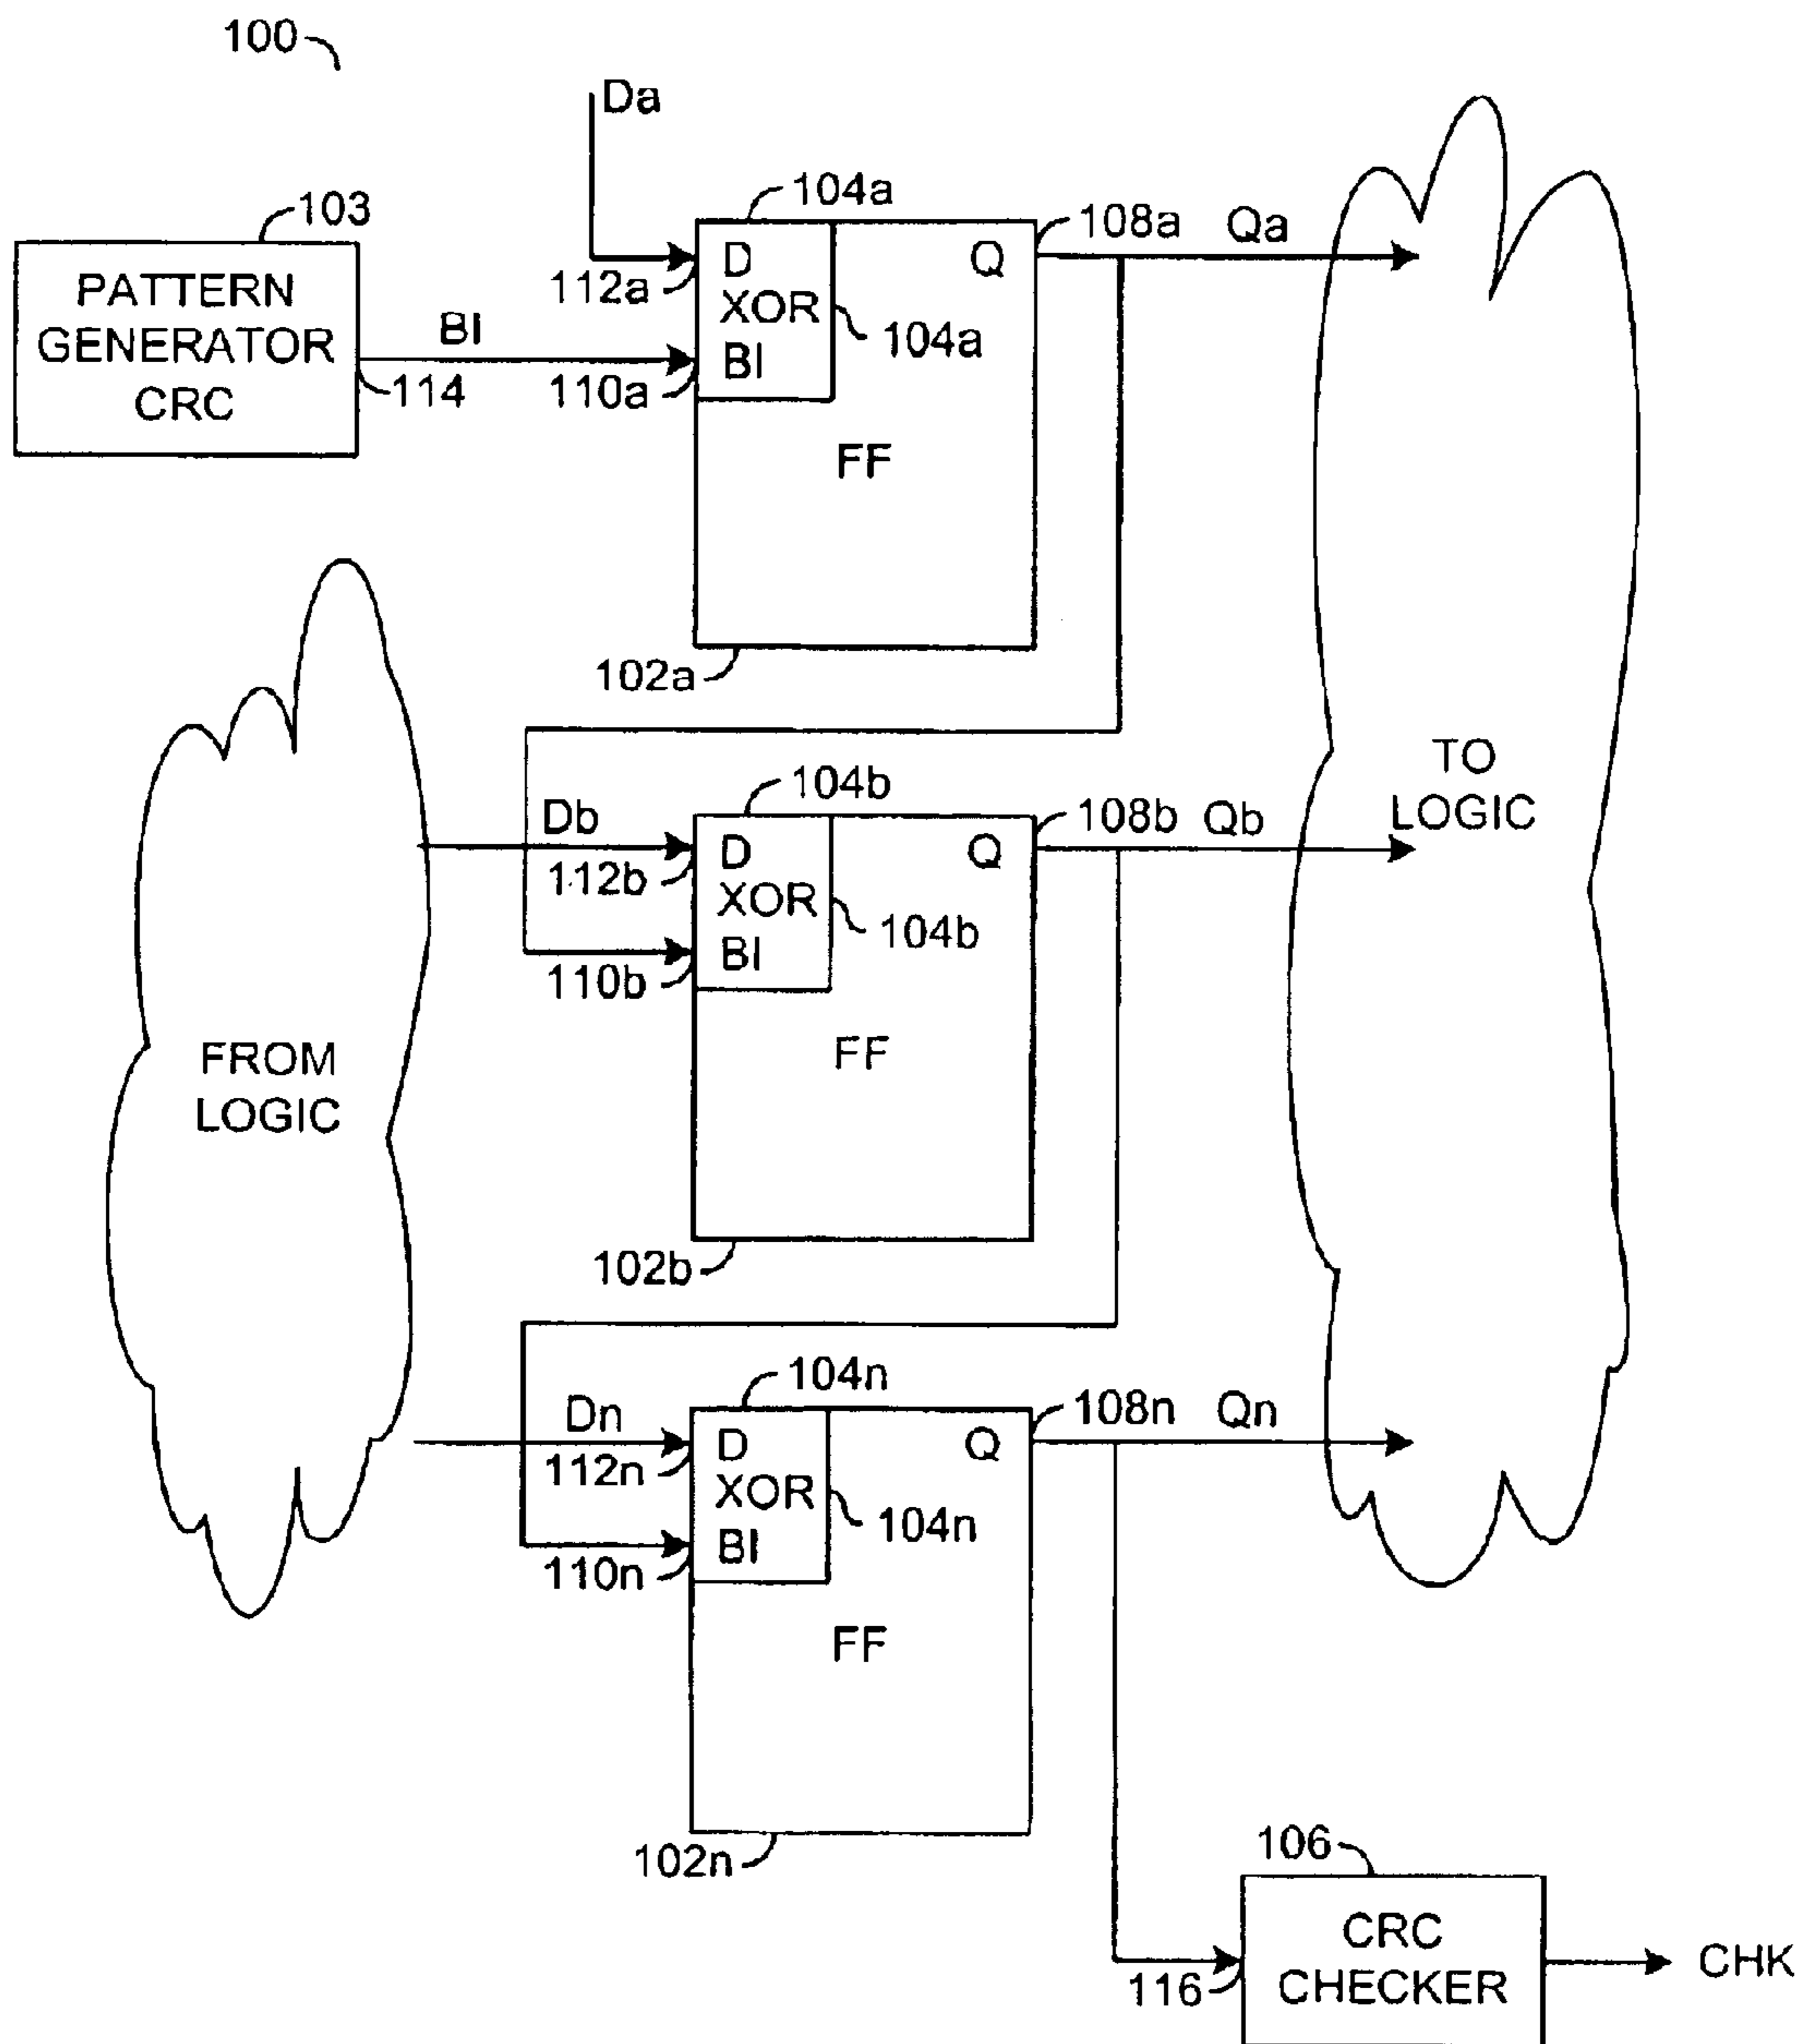 100
Da
103
104a
108a
Qa
PATTERN
GENERATOR
CRC
BI
114
112a
110a
D
XOR
BI
Q
104a
FF
102a
TO
LOGIC
104b
Db
112b
110b
D
XOR
BI
Q
108b
Qb
104b
FF
102b
FROM
LOGIC
104n
Dn
112n
110n
D
XOR
BI
Q
108n
Qn
104n
FF
102n
106
CRC
CHECKER
116
CHK